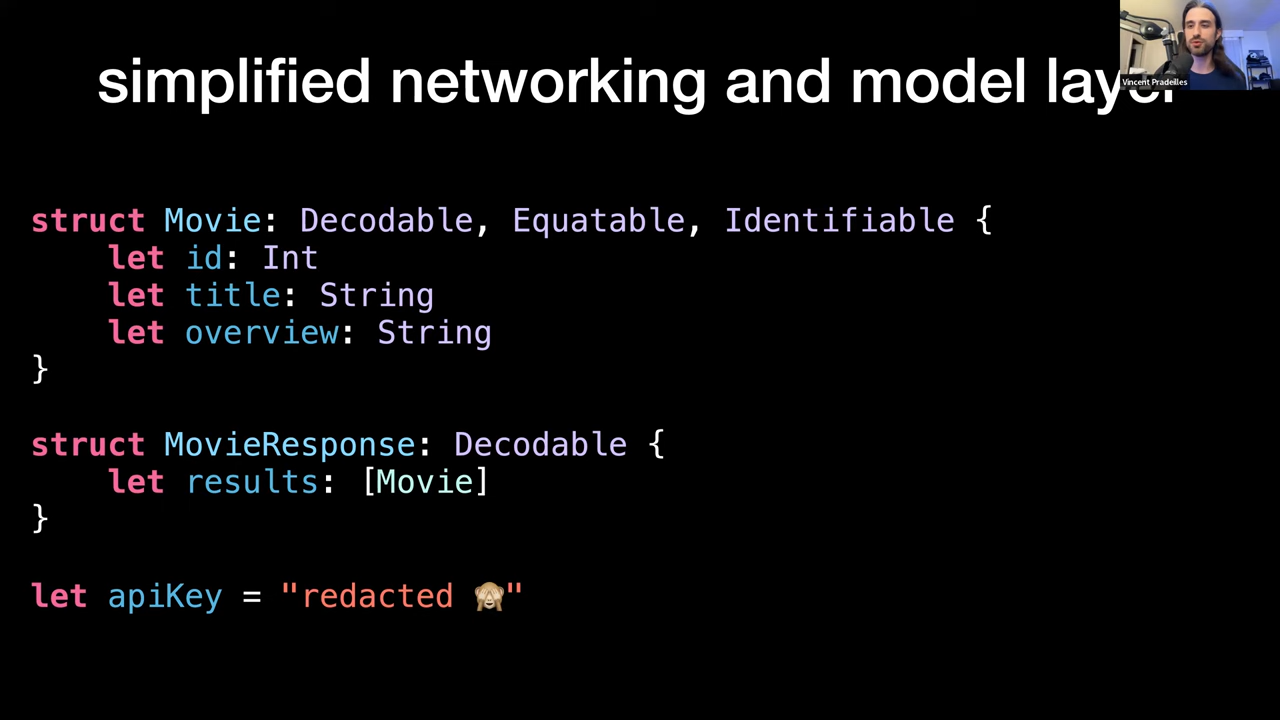 simplified networking and model layer
Vincent Pradeilles
struct Movie: Decodable, Equatable, Identifiable {
    let id: Int
    let title: String
    let overview: String
}
struct MovieResponse: Decodable {
    let results: [Movie]
}
let apiKey = "redacted 🙈"